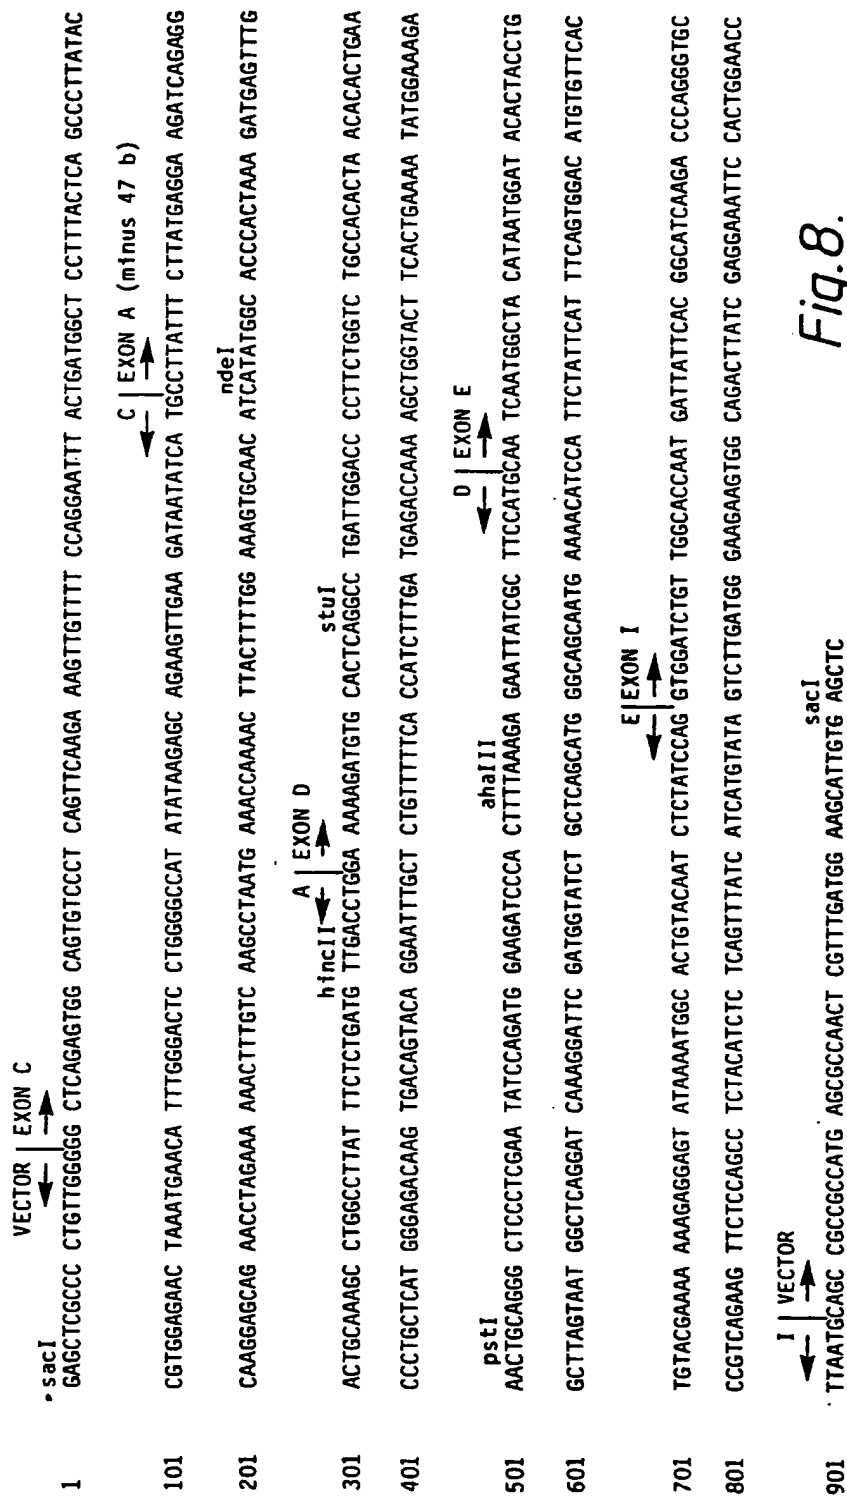 VECTOR | EXON C
sacI
1 GAGCTCGCCC CTGTTGGGGG CTCAGAGTGG CAGTGTCCCT CAGTTCAAGA AAGTTGTTTT CCAGGAATTT ACTGATGGCT CCTTTACTCA GCCCTTATAC
C | EXON A (minus 47 b)
101 CGTGGAGAAC TAAATGAACA TTTGGGACTC CTGGGGCCAT ATATAAGAGC AGAAGTTGAA GATAATATCA TGCCTTATTT CTTATGAGGA AGATCAGAGG
ndeI
201 CAAGGAGCAG AACCTAGAAA AAACTTTGTC AAGCCTAATG AAACCAAAAC TTACTTTTGG AAAGTGCAAC ATCATATGGC ACCCACTAAA GATGAGTTTG
A | EXON D
hincII stuI
301 ACTGCAAAGC CTGGCCTTAT TTCTCTGATG TTGACCTGGA AAAAGATGTG CACTCAGGCC TGATTGGACC CCTTCTGGTC TGCCACACTA ACACACTGAA
401 CCCTGCTCAT GGGAGACAAG TGACAGTACA GGAATTTGCT CTGTTTTTCA CCATCTTTGA TGAGACCAAA AGCTGGTACT TCACTGAAAA TATGGAAAGA
D | EXON E
pstI ahaIII
501 AACTGCAGGG CTCCCTCGAA TATCCAGATG GAAGATCCCA CTTTTAAAGA GAATTATCGC TTCCATGCAA TCAATGGCTA CATAATGGAT ACACTACCTG
601 GCTTAGTAAT GGCTCAGGAT CAAAGGATTC GATGGTATCT GCTCAGCATG GGCAGCAATG AAAACATCCA TTCTATTCAT TTCAGTGGAC ATGTGTTCAC
E | EXON I
701 TGTACGAAAA AAAGAGGAGT ATAAAATGGC ACTGTACAAT CTCTATCCAG GTGGATCTGT TGGCACCAAT GATTATTCAC GGCATCAAGA CCCAGGGTGC
801 CCGTCAGAAG TTCTCCAGCC TCTACATCTC TCAGTTTATC ATCATGTATA GTCTTGATGG GAAGAAGTGG CAGACTTATC GAGGAAATTC CACTGGAACC
I | VECTOR
sacI
901 TTAATGCAGC CGCCGCCATG AGCGCCAACT CGTTTGATGG AAGCATTGTG AGCTC
Fig.8.